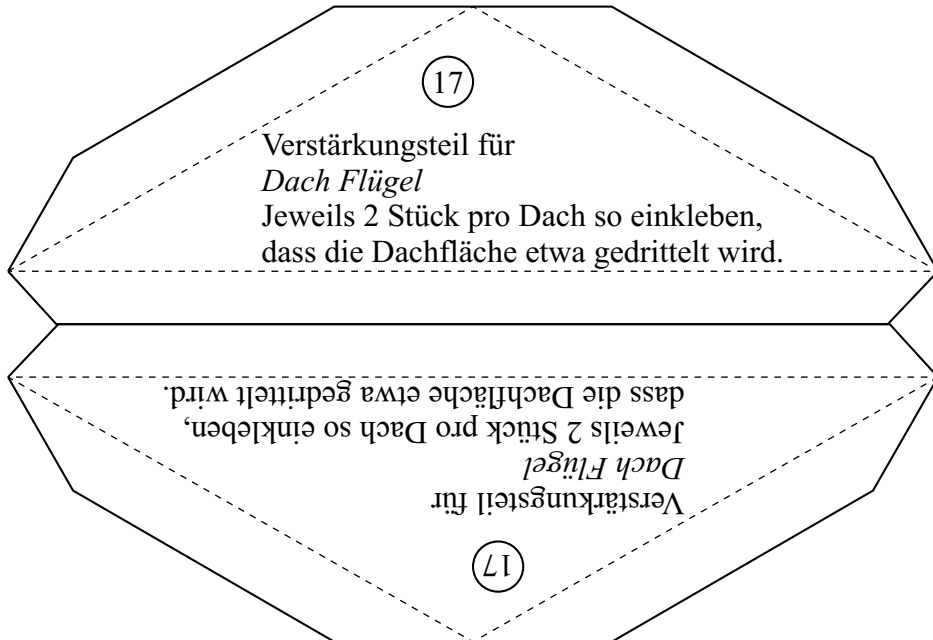 17
Verstärkungsteil für
Dach Flügel
Jeweils 2 Stück pro Dach so einkleben,
dass die Dachfläche etwa gedrittelt wird.
17
Verstärkungsteil für
Dach Flügel
Jeweils 2 Stück pro Dach so einkleben,
dass die Dachfläche etwa gedrittelt wird.